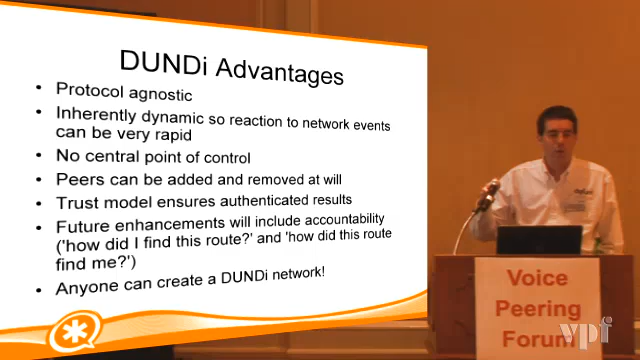 DUNDi Advantages
• Protocol agnostic
• Inherently dynamic so reaction to network events
can be very rapid
• No central point of control
• Peers can be added and removed at will
• Trust model ensures authenticated results
• Future enhancements will include accountability
('how did I find this route?' and 'how did this route
find me?')
• Anyone can create a DUNDi network!
Voice
Peering
Forum
vpf